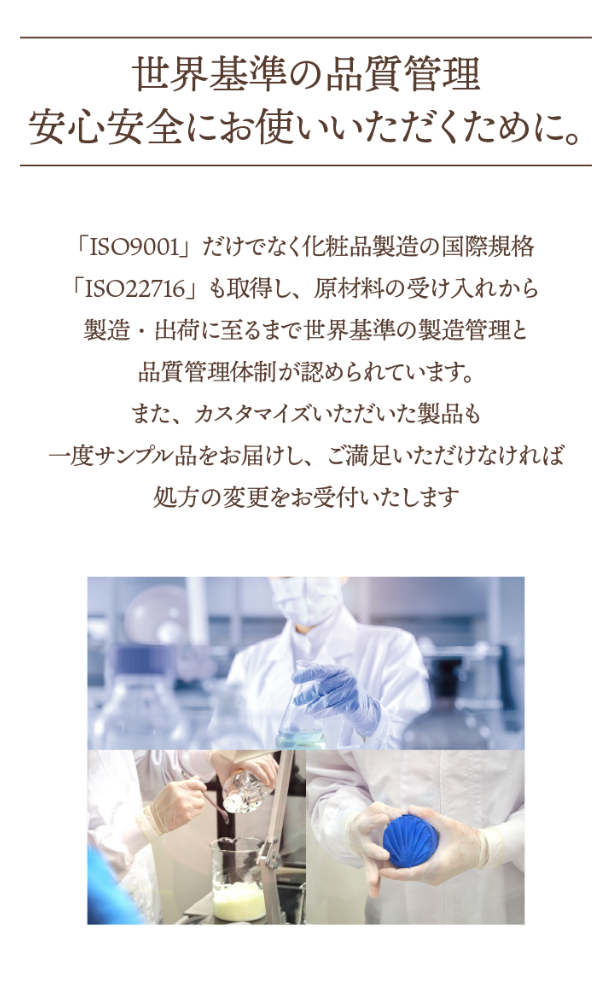 世界基準の品質管理
安心安全にお使いいただくために。
「ISO9001」だけでなく化粧品製造の国際規格
「ISO22716」も取得し、原材料の受け入れから
製造・出荷に至るまで世界基準の製造管理と
品質管理体制が認められています。
また、カスタマイズいただいた製品も
一度サンプル品をお届けし、ご満足いただけなければ
処方の変更をお受付いたします